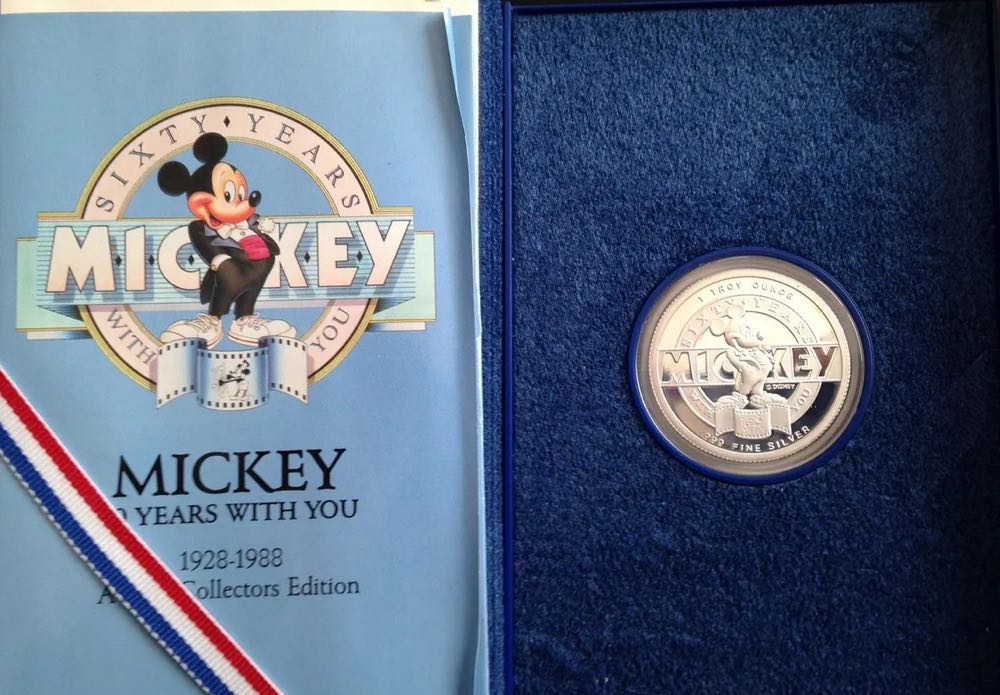 SIXTY • YEARS
MICKEY
WITH YOU
MICKEY
YEARS WITH YOU
1928-1988
Collectors Edition
1 TROY OUNCE
SIXTY YEARS
MICKEY
© DISNEY
WITH YOU
.999 FINE SILVER